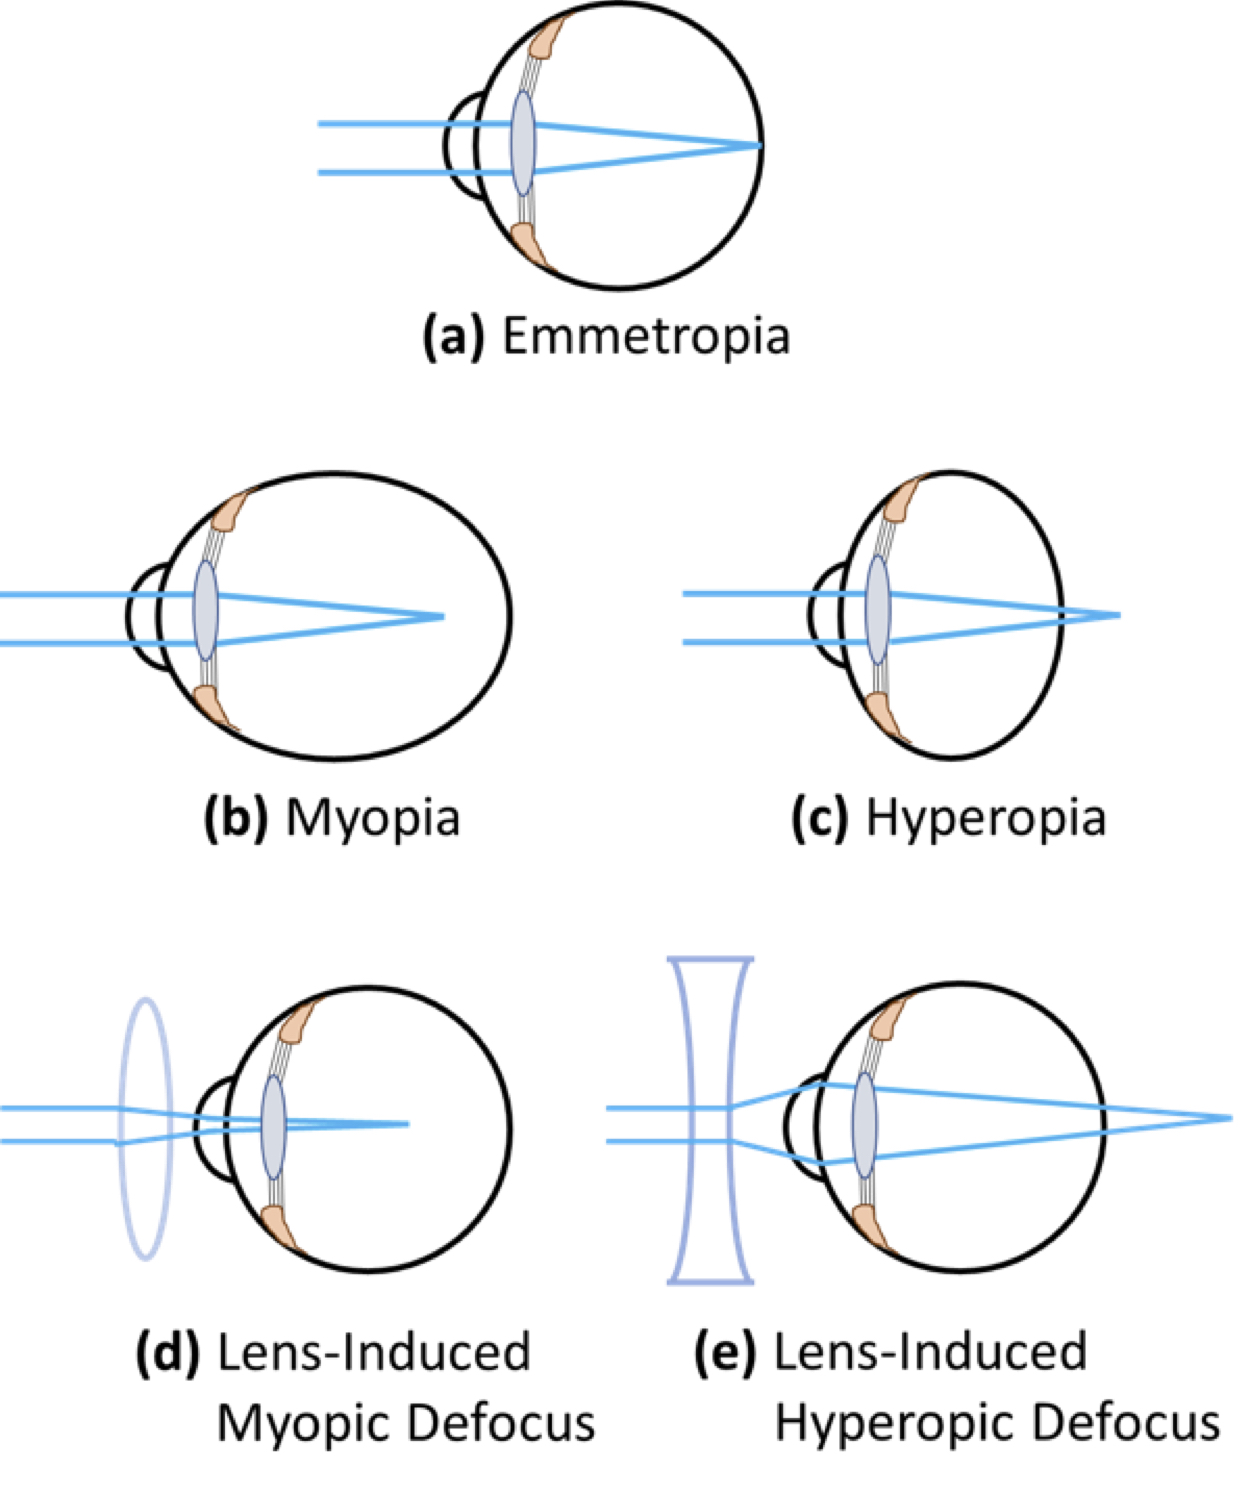 (a) Emmetropia
(b) Myopia
(c) Hyperopia
(d) Lens-Induced
Myopic Defocus
(e) Lens-Induced
Hyperopic Defocus